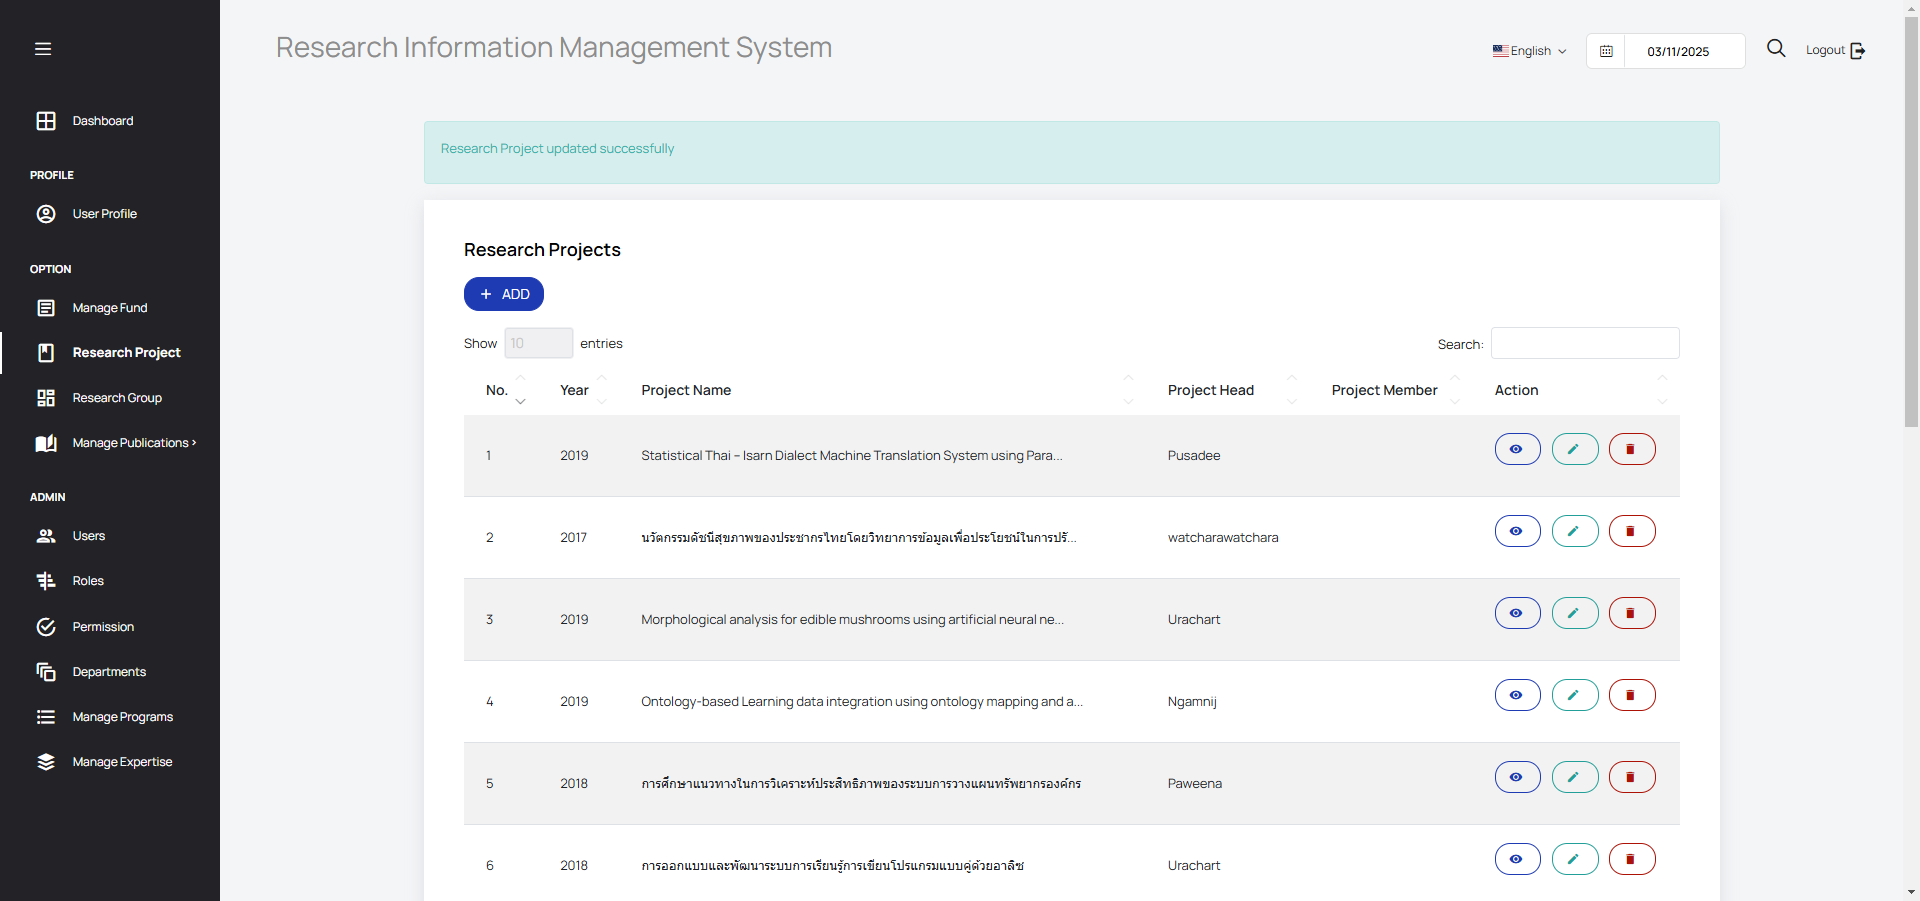 Research Information Management System
English
03/11/2025
Logout
Dashboard
PROFILE
User Profile
OPTION
Manage Fund
Research Project
Research Group
Manage Publications
ADMIN
Users
Roles
Permission
Departments
Manage Programs
Manage Expertise
Research Project updated successfully
Research Projects
+ ADD
Show 10 entries
Search:
No. Year Project Name Project Head Project Member Action
1 2019 Statistical Thai – Isarn Dialect Machine Translation System using Para... Pusadee
2 2017 นวัตกรรมดัชนีสุขภาพของประชากรไทยโดยวิทยาการข้อมูลเพื่อประโยชน์ในการปรั... watcharawatchara
3 2019 Morphological analysis for edible mushrooms using artificial neural ne... Urachart
4 2019 Ontology-based Learning data integration using ontology mapping and a... Ngamnij
5 2018 การศึกษาแนวทางในการวิเคราะห์ประสิทธิภาพของระบบการวางแผนทรัพยากรองค์กร Paweena
6 2018 การออกแบบและพัฒนาระบบการเรียนรู้การเขียนโปรแกรมแบบคู่ด้วยอาลิซ Urachart